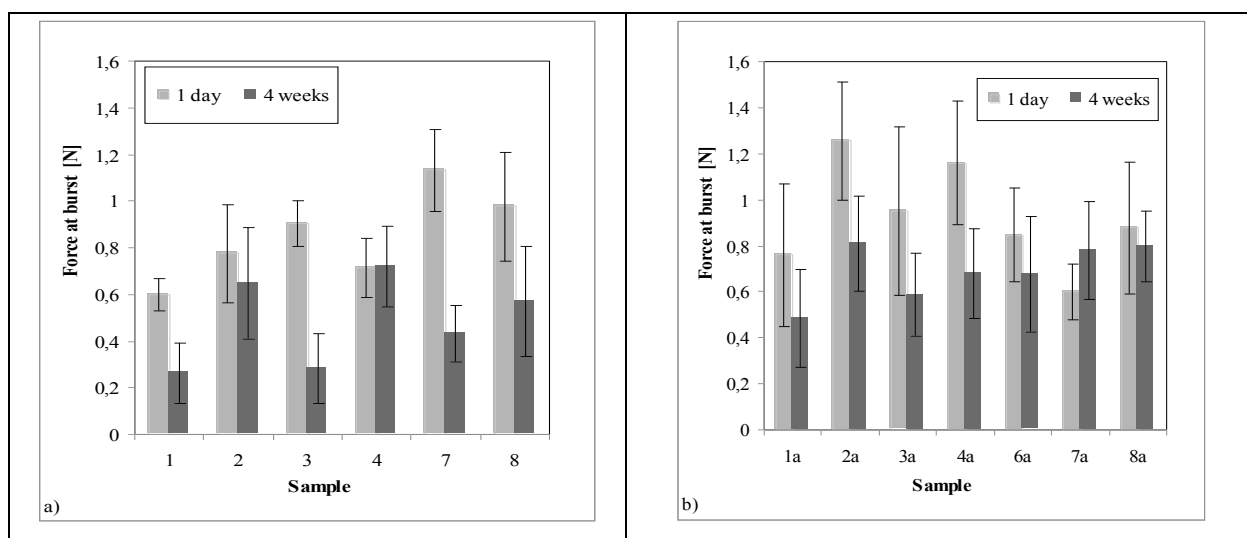 1,6
1,4
1,2
1
0,8
0,6
0,4
0,2
0
Force at burst [N]
1 day 4 weeks
1 2 3 4 7 8
Sample
a)
1,6
1,4
1,2
1
0,8
0,6
0,4
0,2
0
Force at burst [N]
1 day 4 weeks
1a 2a 3a 4a 6a 7a 8a
Sample
b)